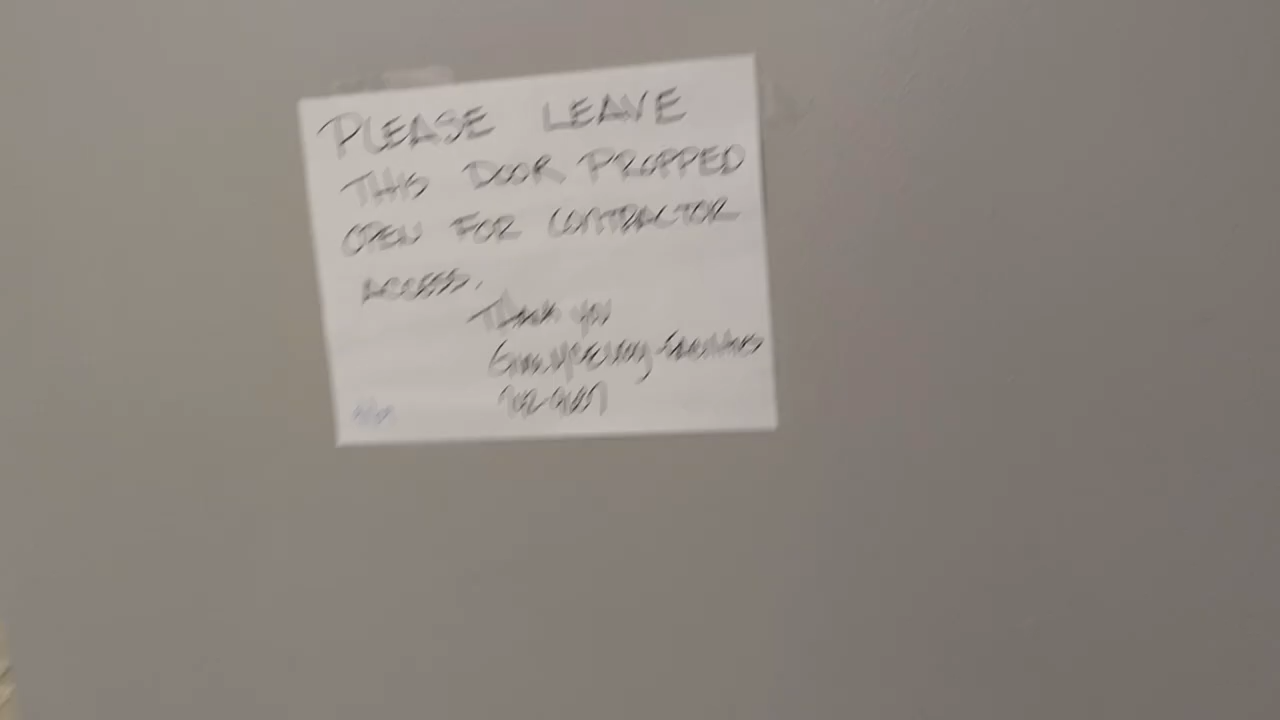 PLEASE LEAVE
THIS DOOR PROPPED
OPEN FOR CONTRACTOR
ACCESS.
Thank you